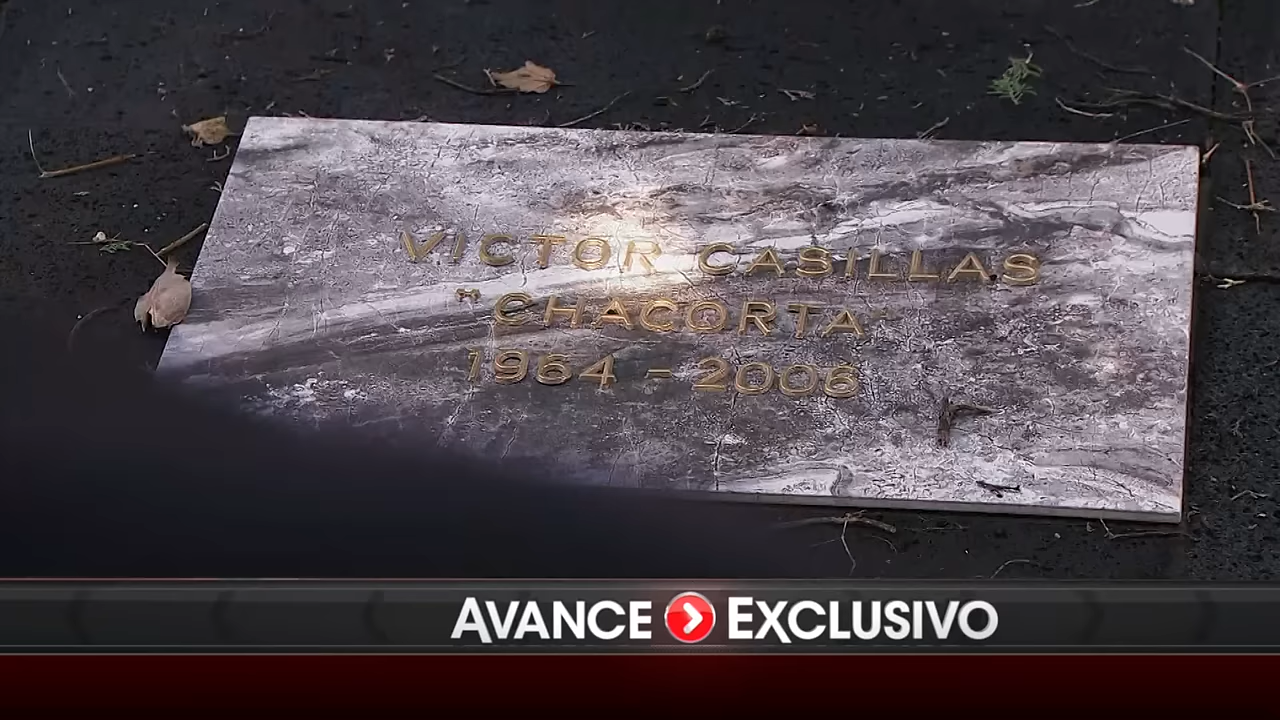 VICTOR CASILLAS
"CHACORTA"
1964 - 2006
AVANCE EXCLUSIVO